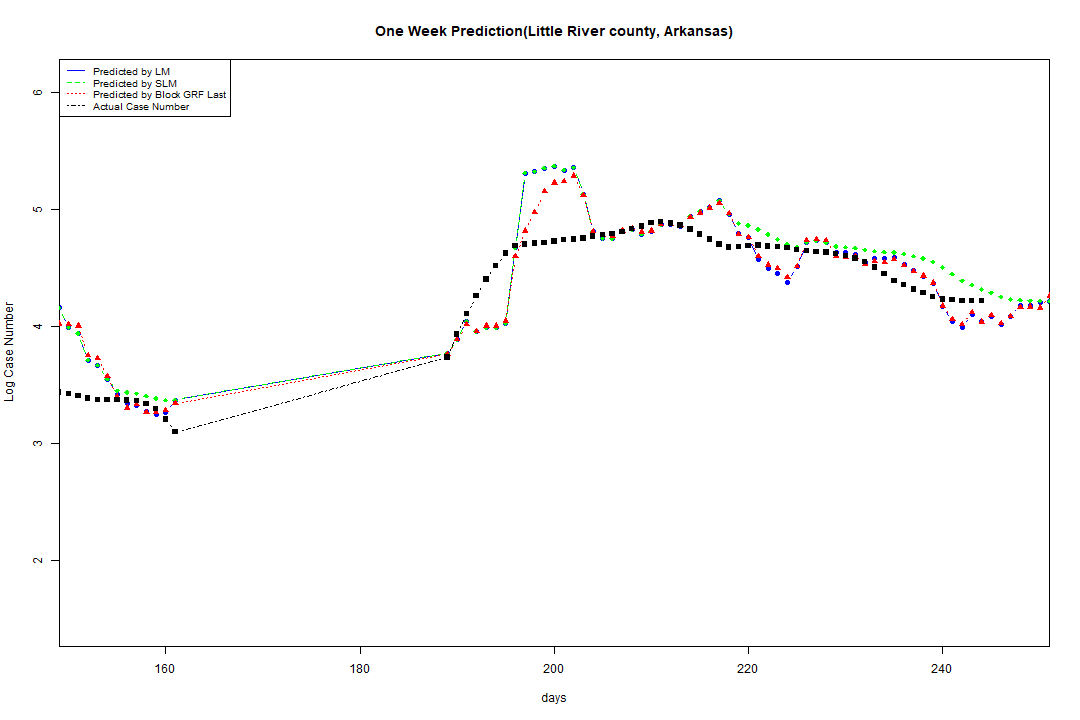 One Week Prediction(Little River county, Arkansas)
Predicted by LM
Predicted by SLM
Predicted by Block GRF Last
Actual Case Number
6
5
4
3
2
Log Case Number
160 180 200 220 240
days